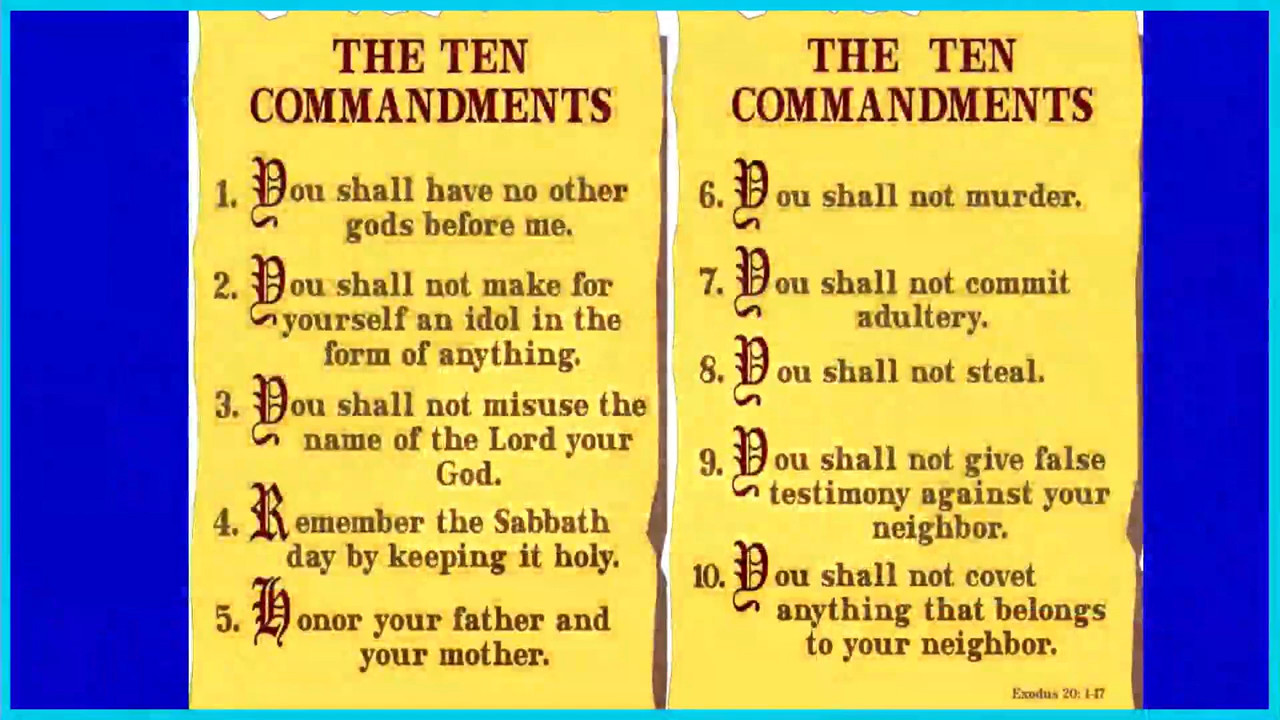 THE TEN
COMMANDMENTS
1. You shall have no other
gods before me.
2. You shall not make for
yourself an idol in the
form of anything.
3. You shall not misuse the
name of the Lord your
God.
4. Remember the Sabbath
day by keeping it holy.
5. Honor your father and
your mother.
THE TEN
COMMANDMENTS
6. You shall not murder.
7. You shall not commit
adultery.
8. You shall not steal.
9. You shall not give false
testimony against your
neighbor.
10. You shall not covet
anything that belongs
to your neighbor.
Exodus 20: 1-17